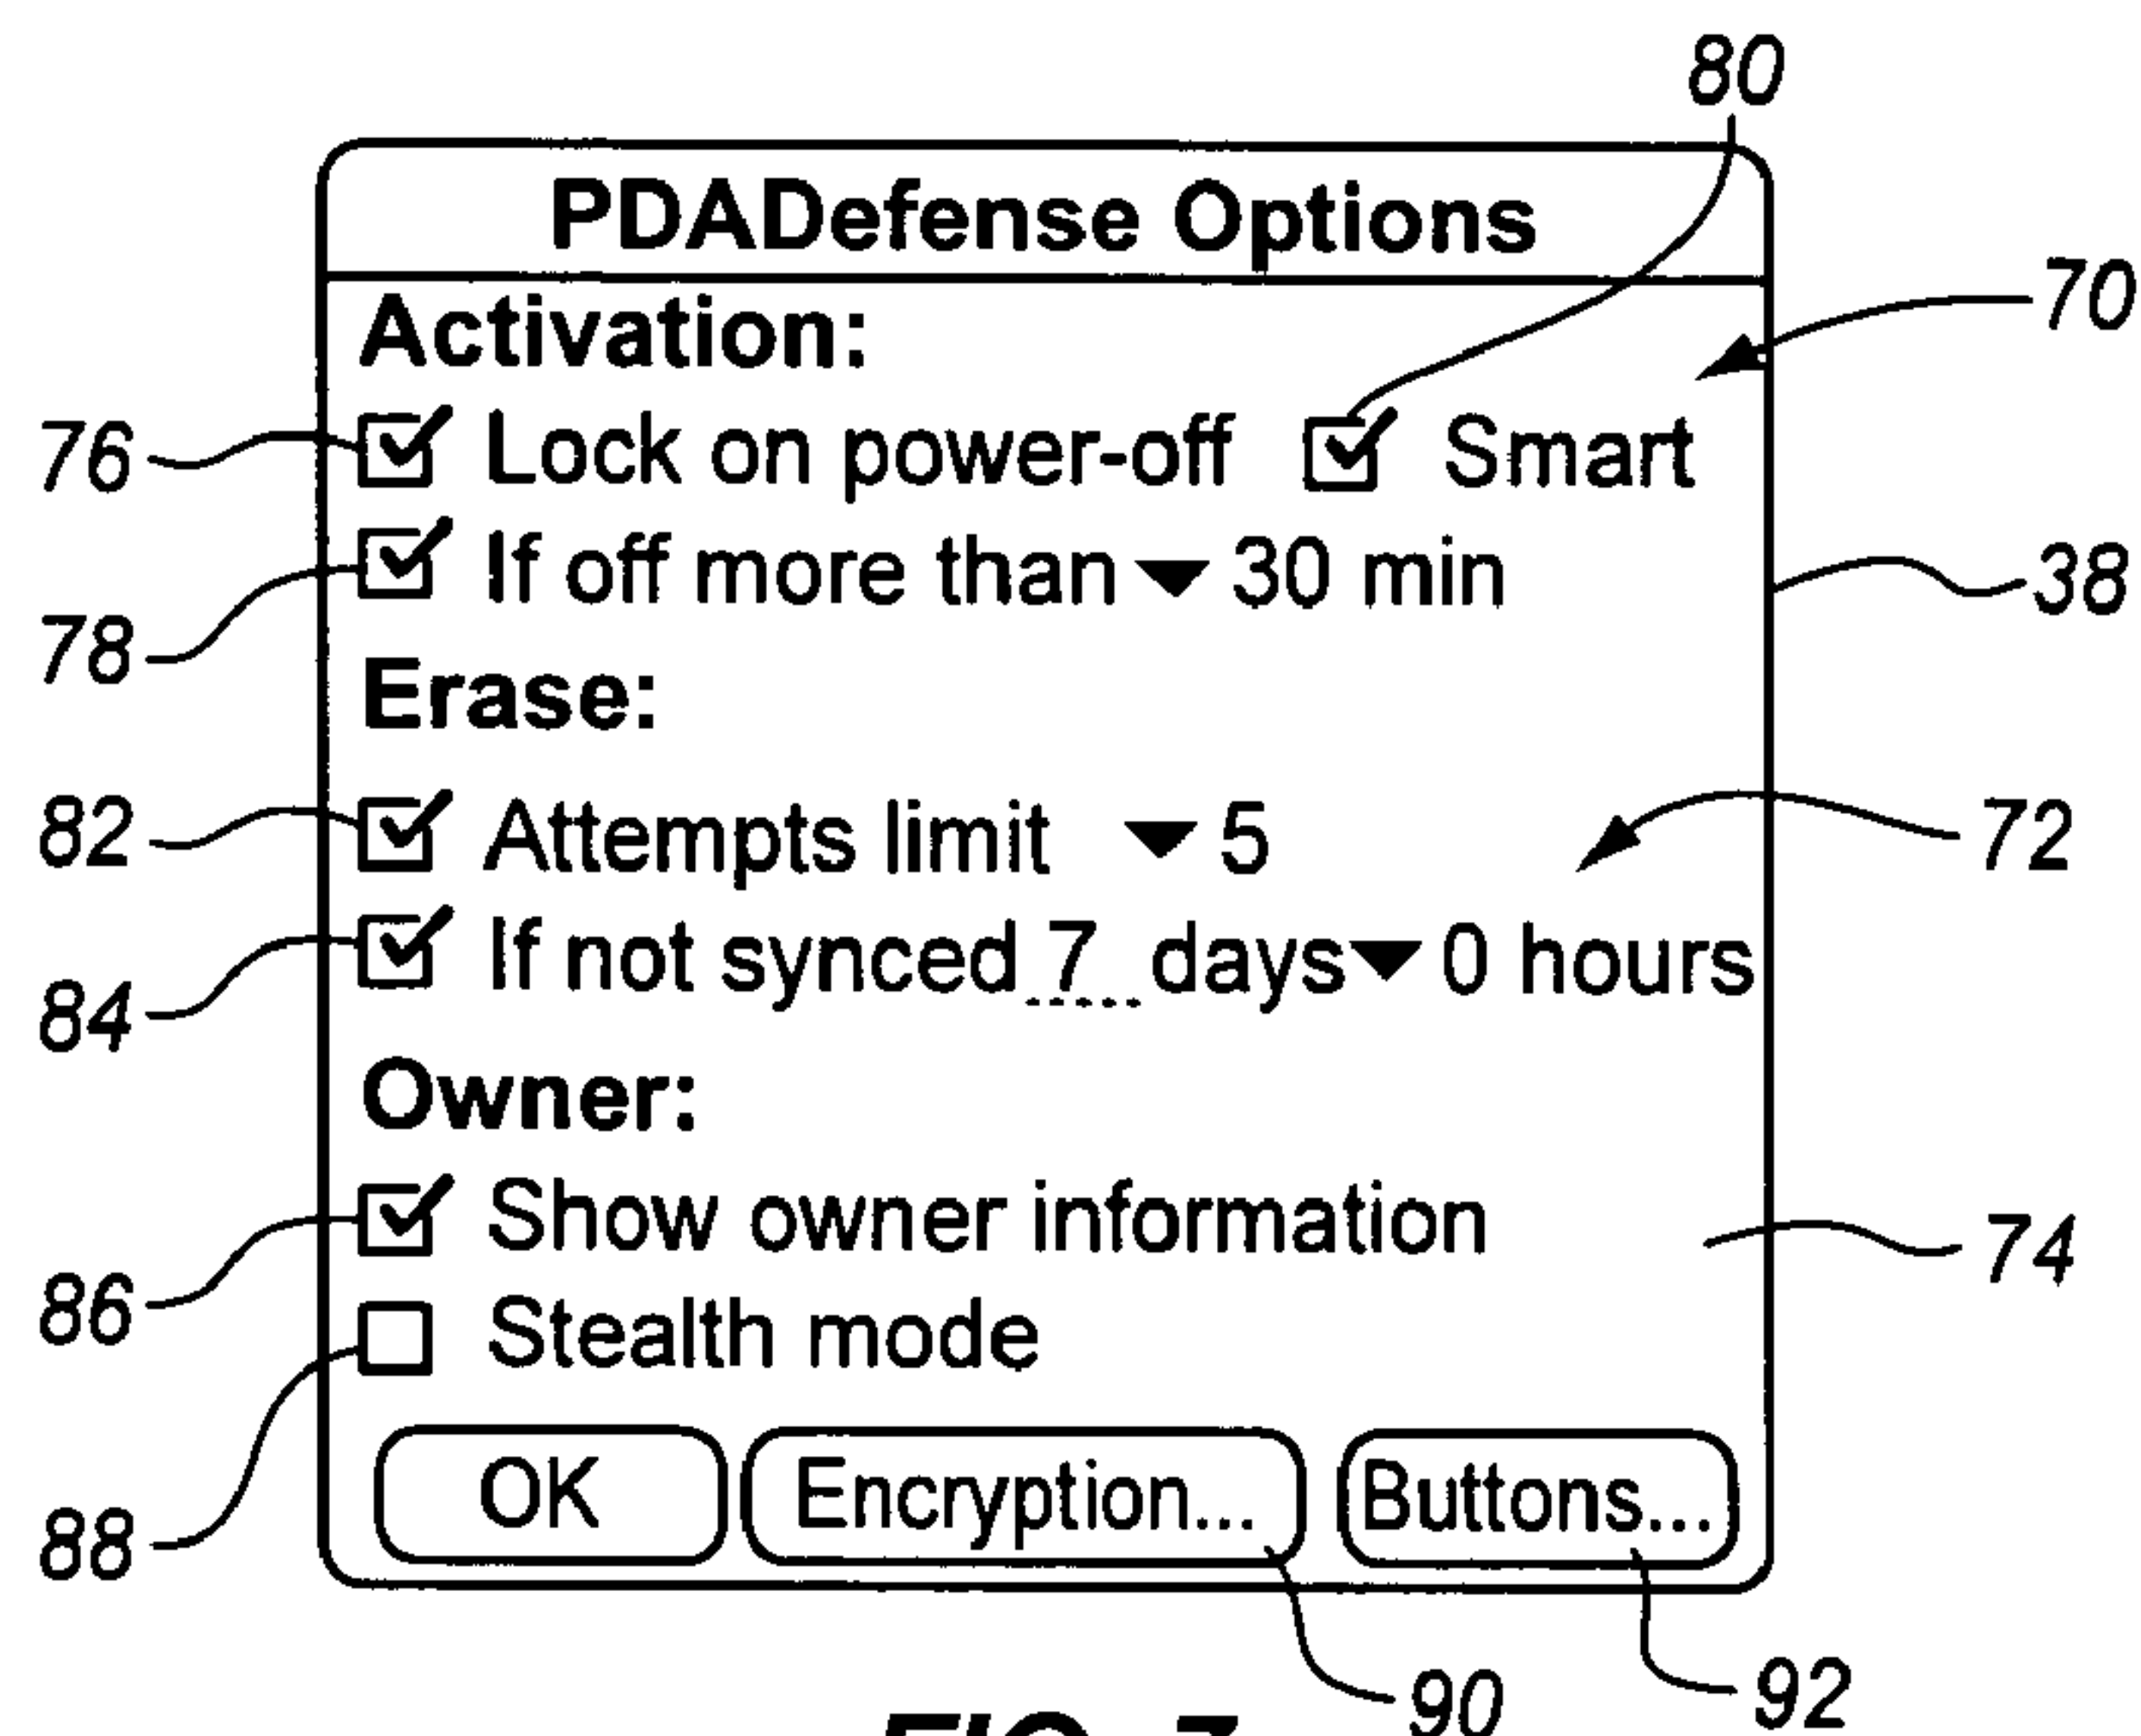 80
PDADefense Options
Activation:
70
76
Lock on power-off Smart
If off more than 30 min
38
78
Erase:
82
Attempts limit 5
72
If not synced 7 days 0 hours
84
Owner:
Show owner information
74
86
Stealth mode
OK Encryption... Buttons...
88
90
92